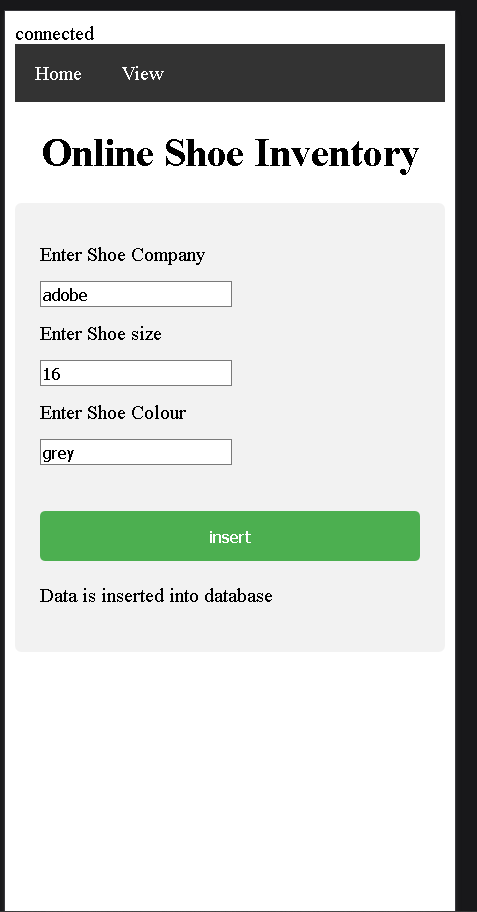 connected
Home View
Online Shoe Inventory
Enter Shoe Company
adobe
Enter Shoe size
16
Enter Shoe Colour
grey
insert
Data is inserted into database